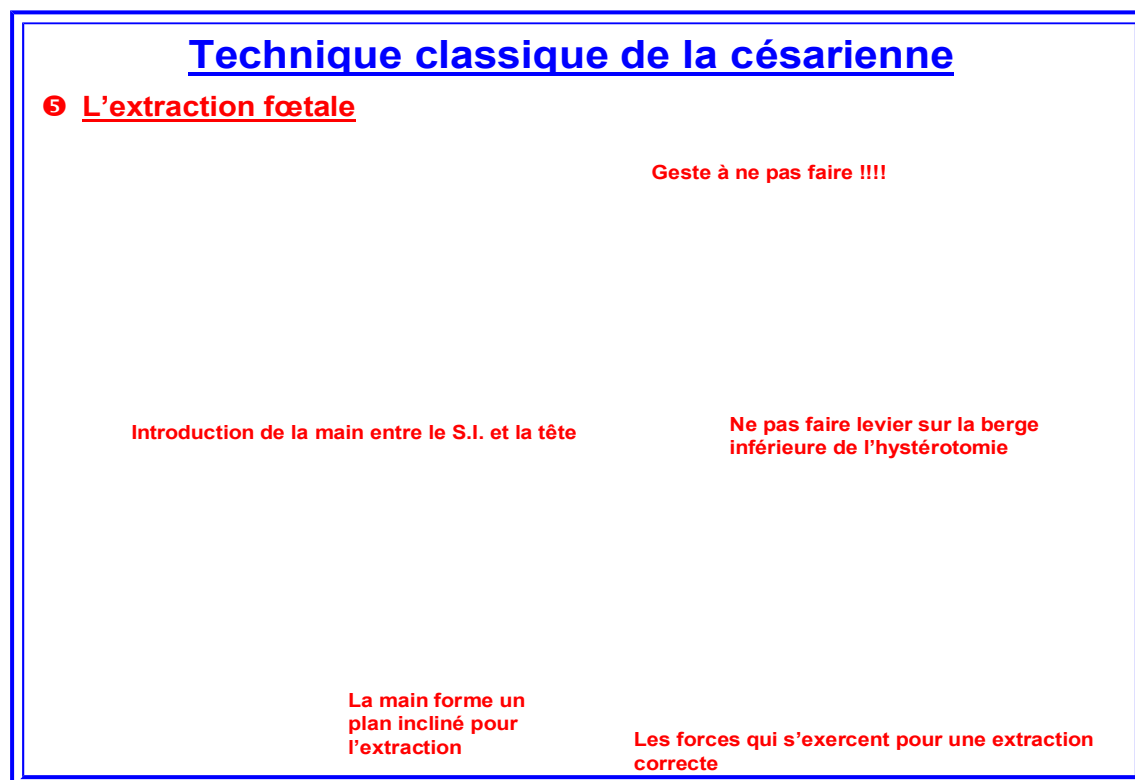 Technique classique de la césarienne
❺ L’extraction fœtale
Geste à ne pas faire !!!!
Introduction de la main entre le S.I. et la tête
Ne pas faire levier sur la berge
inférieure de l’hystérotomie
La main forme un
plan incliné pour
l’extraction
Les forces qui s’exercent pour une extraction
correcte